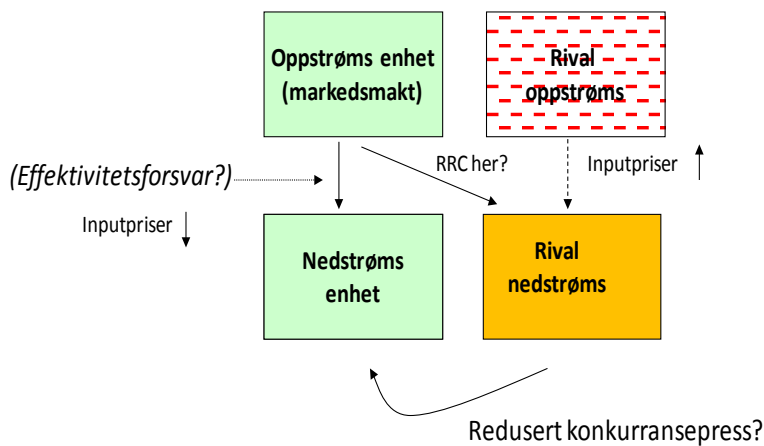 Oppstrøms enhet
(markedsmakt)
Rival
oppstrøms
(Effektivitetsforsvar?)
RRC her?
Inputpriser
Inputpriser
Nedstrøms
enhet
Rival
nedstrøms
Redusert konkurransepress?